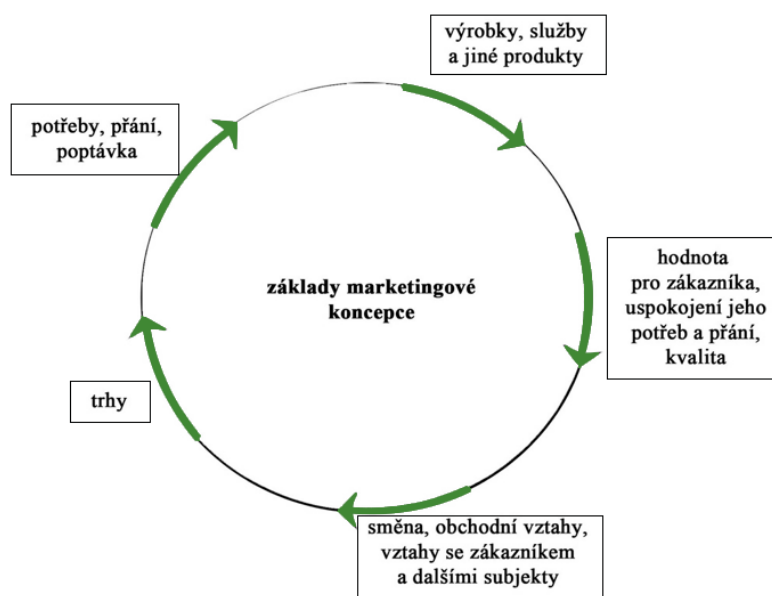 výrobky, služby
a jiné produkty
potřeby, přání,
poptávka
hodnota
pro zákazníka,
uspokojení jeho
potřeb a přání,
kvalita
základy marketingové
koncepce
trhy
směna, obchodní vztahy,
vztahy se zákazníkem
a dalšími subjekty